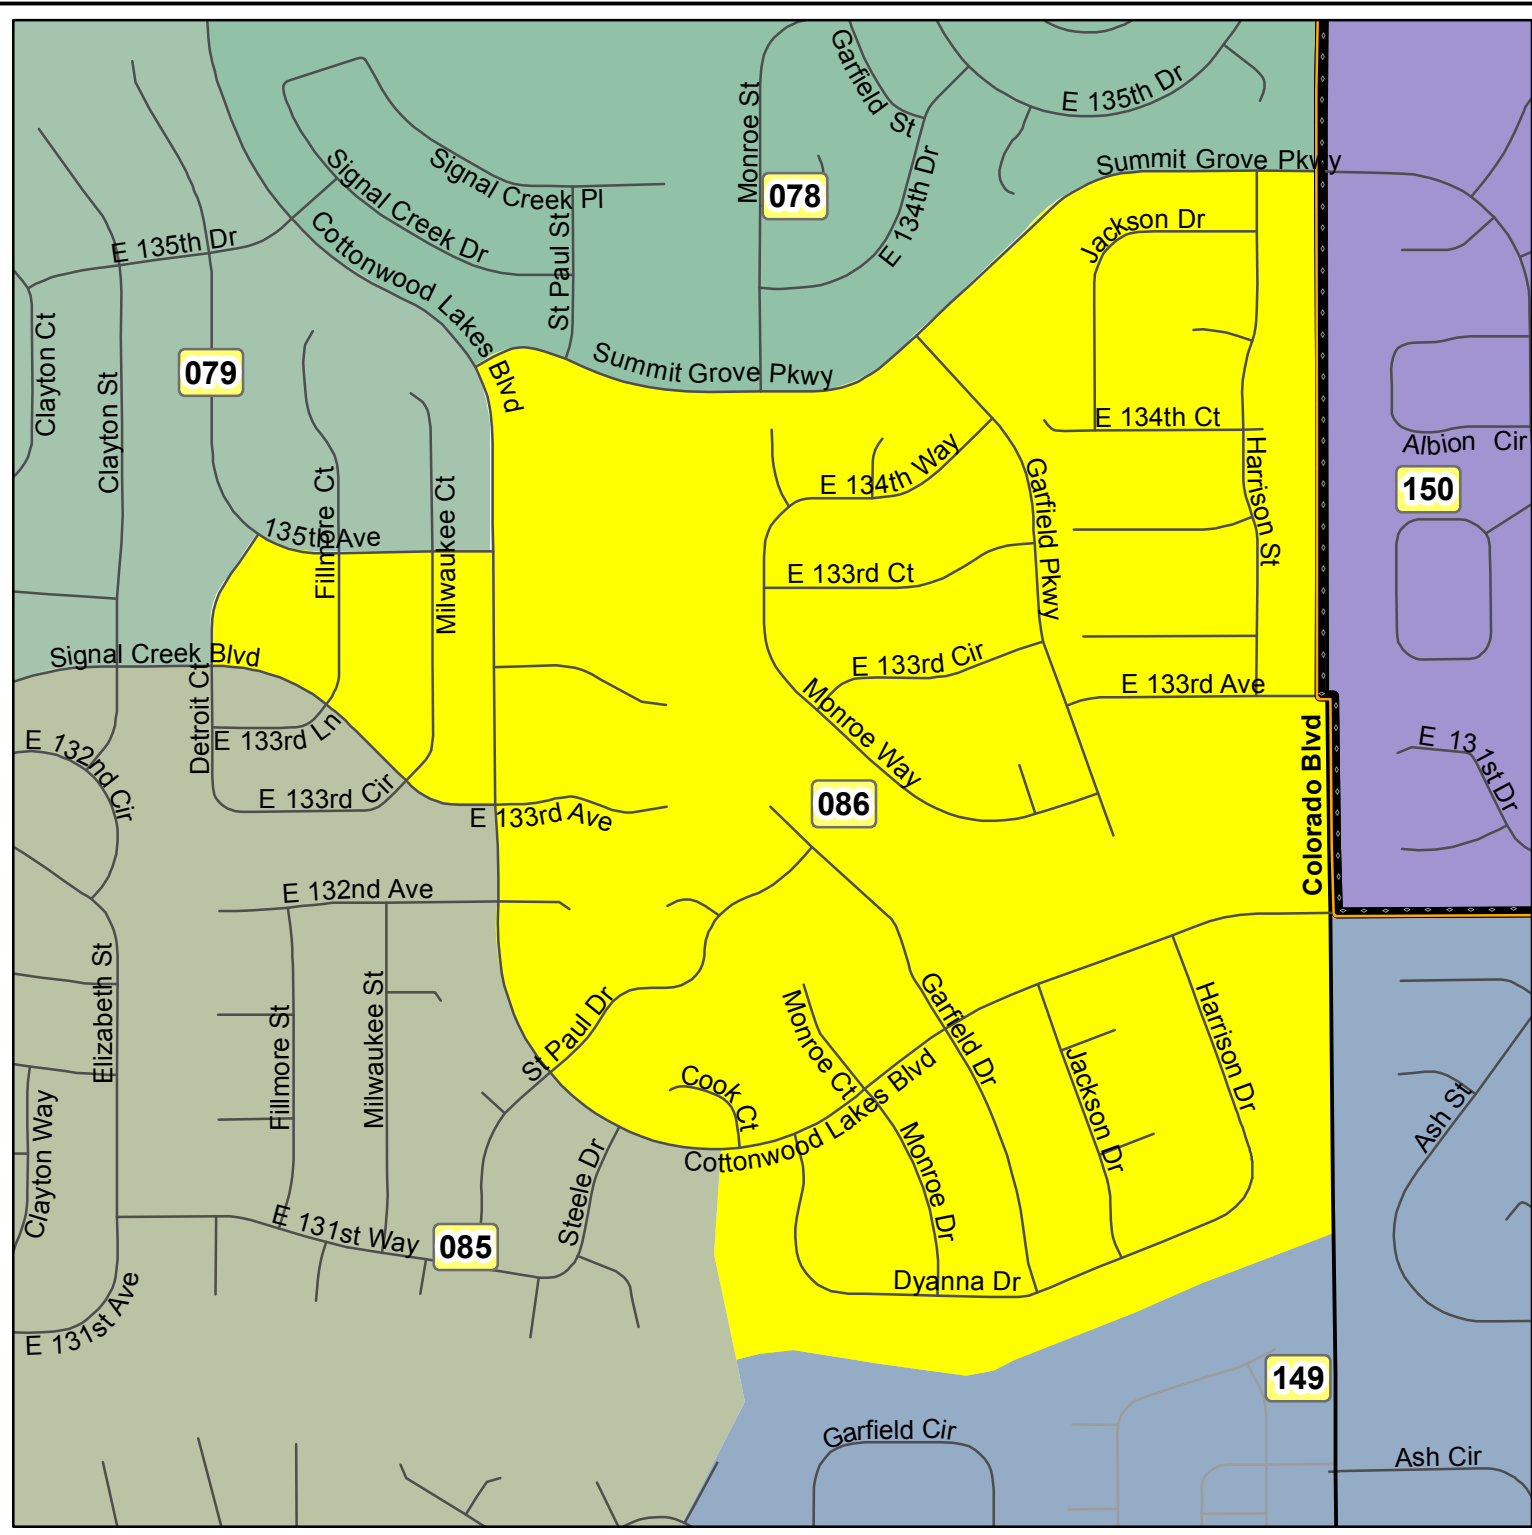 Garfield St
E 135th Dr
Monroe St
Summit Grove Pkwy
Signal Creek Pl
Signal Creek Dr
078
E 134th Dr
Jackson Dr
St Paul St
E 135th Dr
Cottonwood Lakes Blvd
Clayton Ct
079
Summit Grove Pkwy
Clayton St
E 134th Ct
Albion Cir
E 134th Way
Garfield Pkwy
Harrison St
150
Fillmore Ct
Milwaukee Ct
135th Ave
E 133rd Ct
Signal Creek Blvd
Detroit Ct
E 133rd Cir
E 133rd Ave
Monroe Way
E 133rd Ln
E 132nd Cir
E 131st Dr
Colorado Blvd
E 133rd Cir
086
E 133rd Ave
E 132nd Ave
Elizabeth St
Milwaukee St
Fillmore St
St Paul Dr
Monroe Ct
Garfield Dr
Harrison Dr
Jackson Dr
Cook Ct
Ash St
Clayton Way
Cottonwood Lakes Blvd
Monroe Dr
Steele Dr
E 131st Way
085
Dyanna Dr
E 131st Ave
149
Garfield Cir
Ash Cir